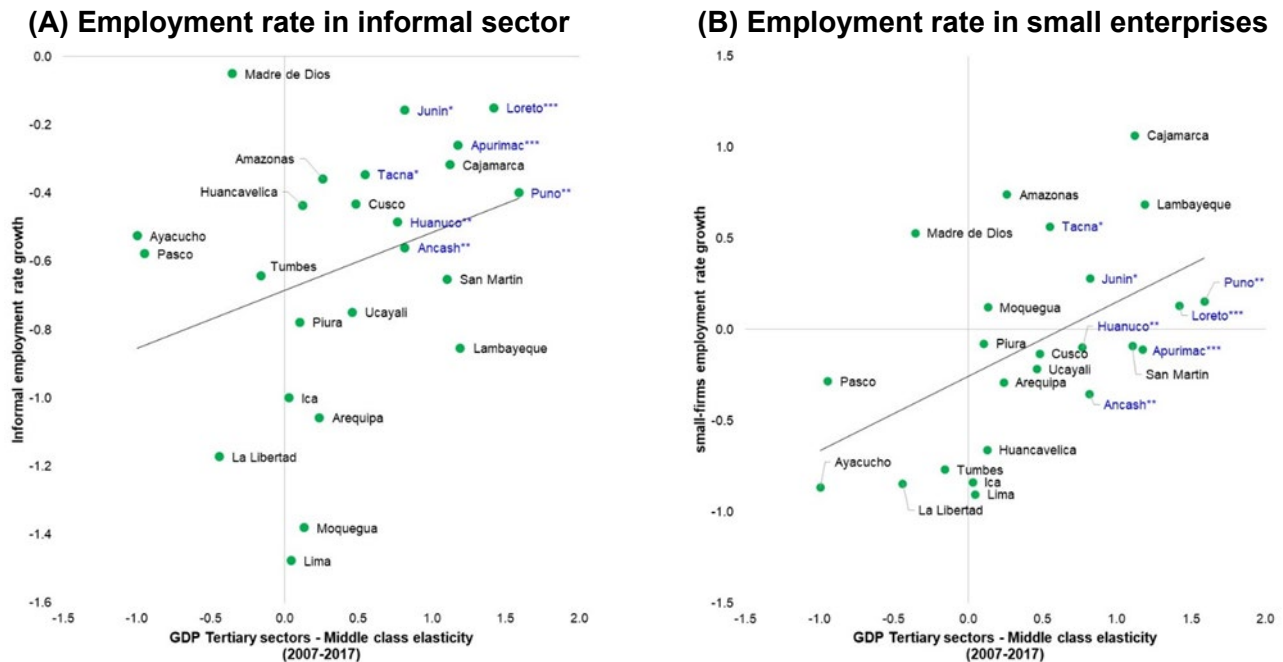 (A) Employment rate in informal sector
0.0
-0.2
-0.4
-0.6
-0.8
-1.0
-1.2
-1.4
-1.6
-1.5
-1.0
-0.5
0.0
0.5
1.0
1.5
2.0
Informal employment rate growth
GDP Tertiary sectors - Middle class elasticity
(2007-2017)
Madre de Dios
Junin*
Loreto***
Apurimac***
Amazonas
Cajamarca
Tacna*
Huancavelica
Puno**
Cusco
Huanuco**
Ayacucho
Ancash**
Pasco
Tumbes
San Martin
Ucayali
Piura
Lambayeque
Ica
Arequipa
La Libertad
Moquegua
Lima
(B) Employment rate in small enterprises
1.5
1.0
0.5
0.0
-0.5
-1.0
-1.5
-1.5
-1.0
-0.5
0.0
0.5
1.0
1.5
2.0
small-firms employment rate growth
GDP Tertiary sectors - Middle class elasticity
(2007-2017)
Cajamarca
Amazonas
Lambayeque
Madre de Dios
Tacna*
Junin*
Puno**
Moquegua
Loreto***
Huanuco**
Piura
Cusco
Apurimac***
Ucayali
San Martin
Pasco
Arequipa
Ancash**
Huancavelica
Ayacucho
Tumbes
Ica
Lima
La Libertad